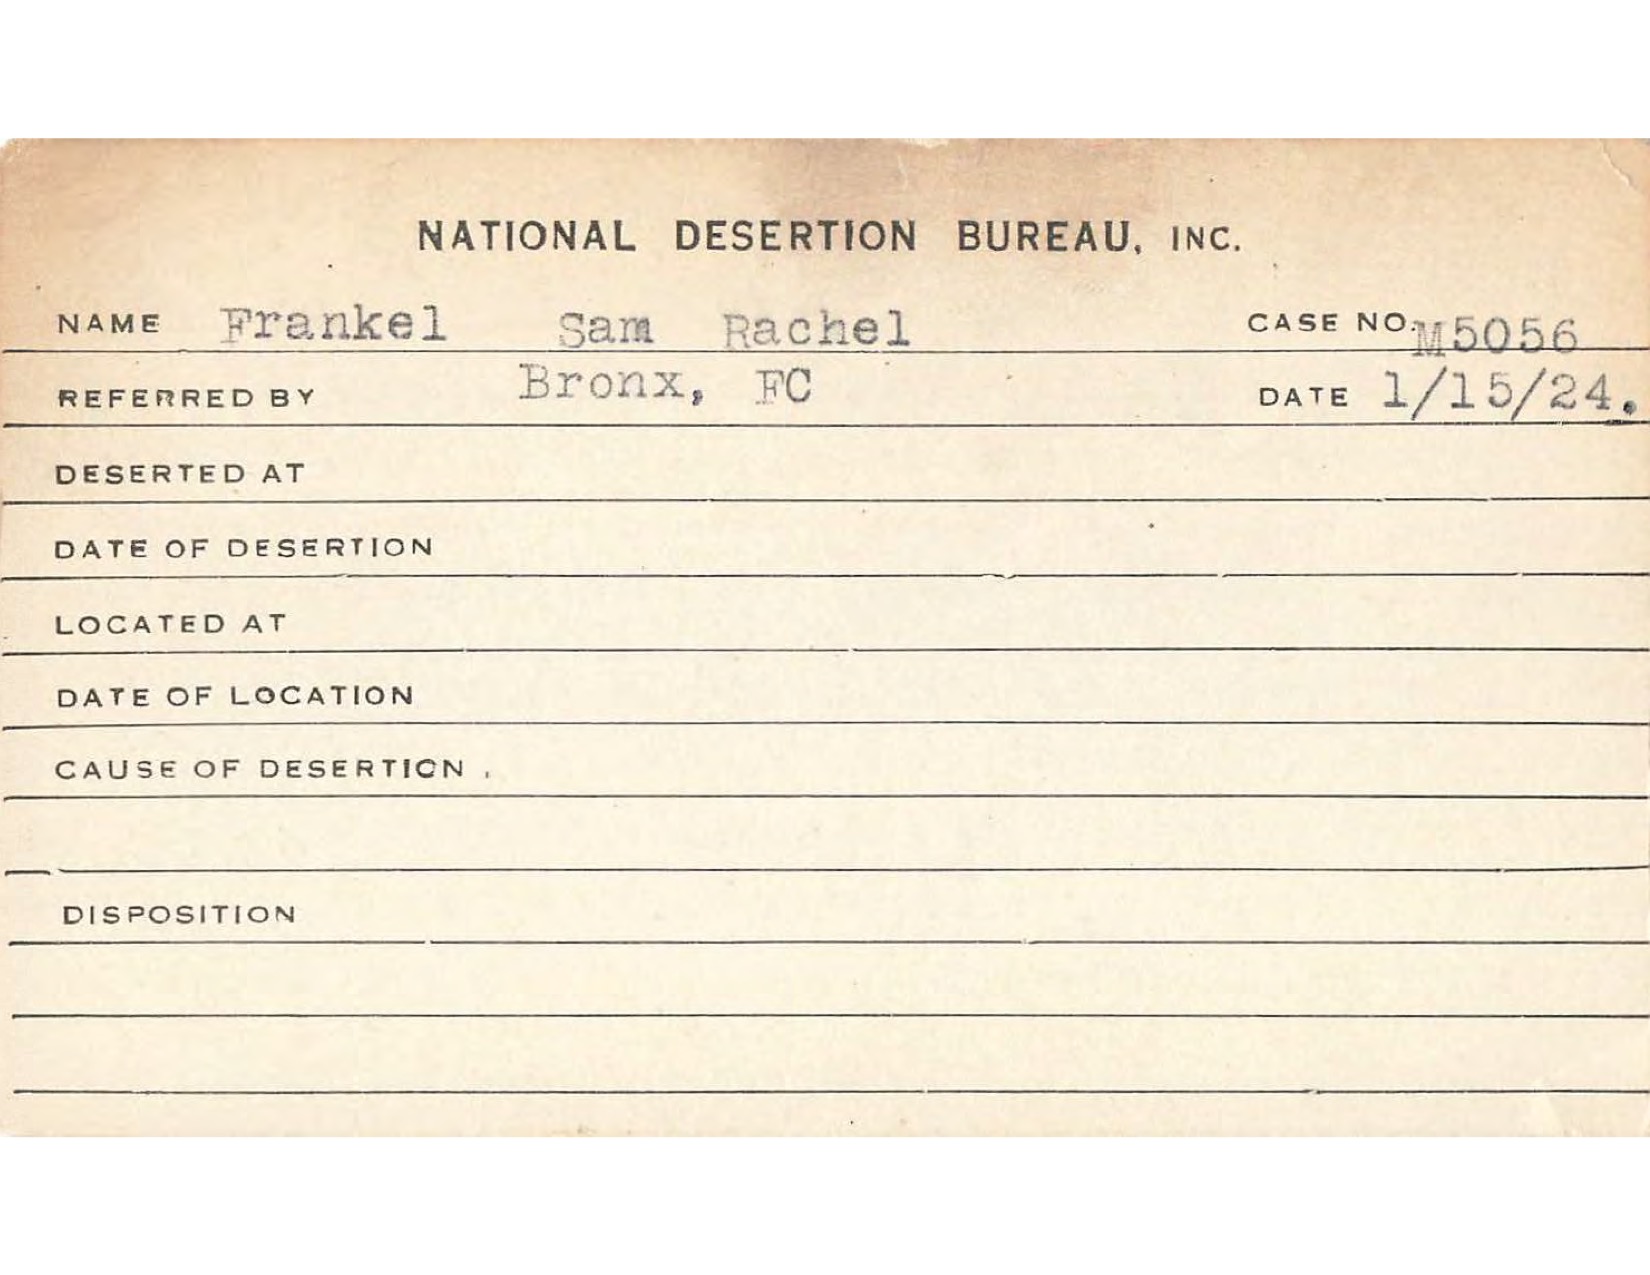 NATIONAL DESERTION BUREAU, INC.
NAME Frankel Sam Rachel CASE NO. M5056
REFERRED BY Bronx, FC DATE 1/15/24.
DESERTED AT
DATE OF DESERTION
LOCATED AT
DATE OF LOCATION
CAUSE OF DESERTION .
DISPOSITION